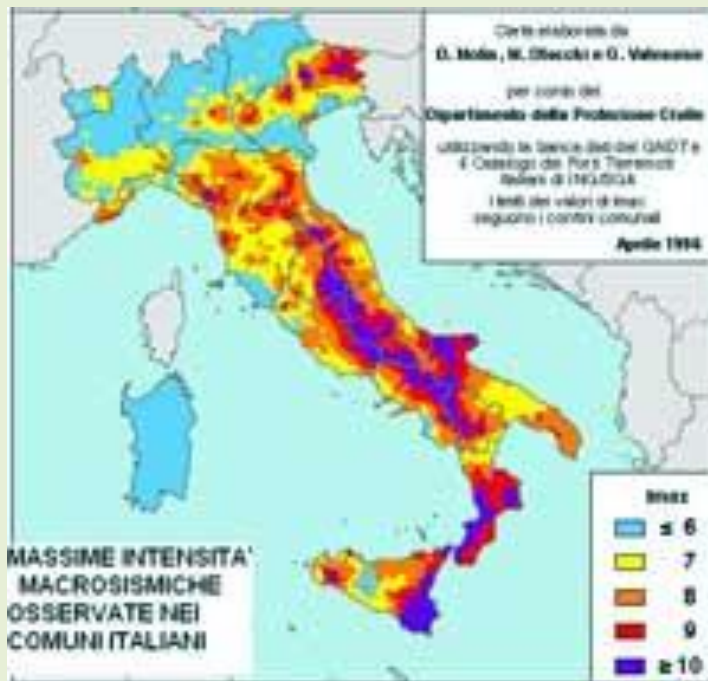 Carta elaborata da
D. Molin, M. Stucchi e G. Valensise
per conto del
Dipartimento della Protezione Civile
utilizzando la banca dati del GNDT e
il Catalogo dei Forti Terremoti
Italiani di ING/SGA
I limiti dei valori di Imax
seguono i confini comunali
Aprile 1996
MASSIME INTENSITA'
MACROSISMICHE
OSSERVATE NEI
COMUNI ITALIANI
Imax
≤ 6
7
8
9
≥ 10